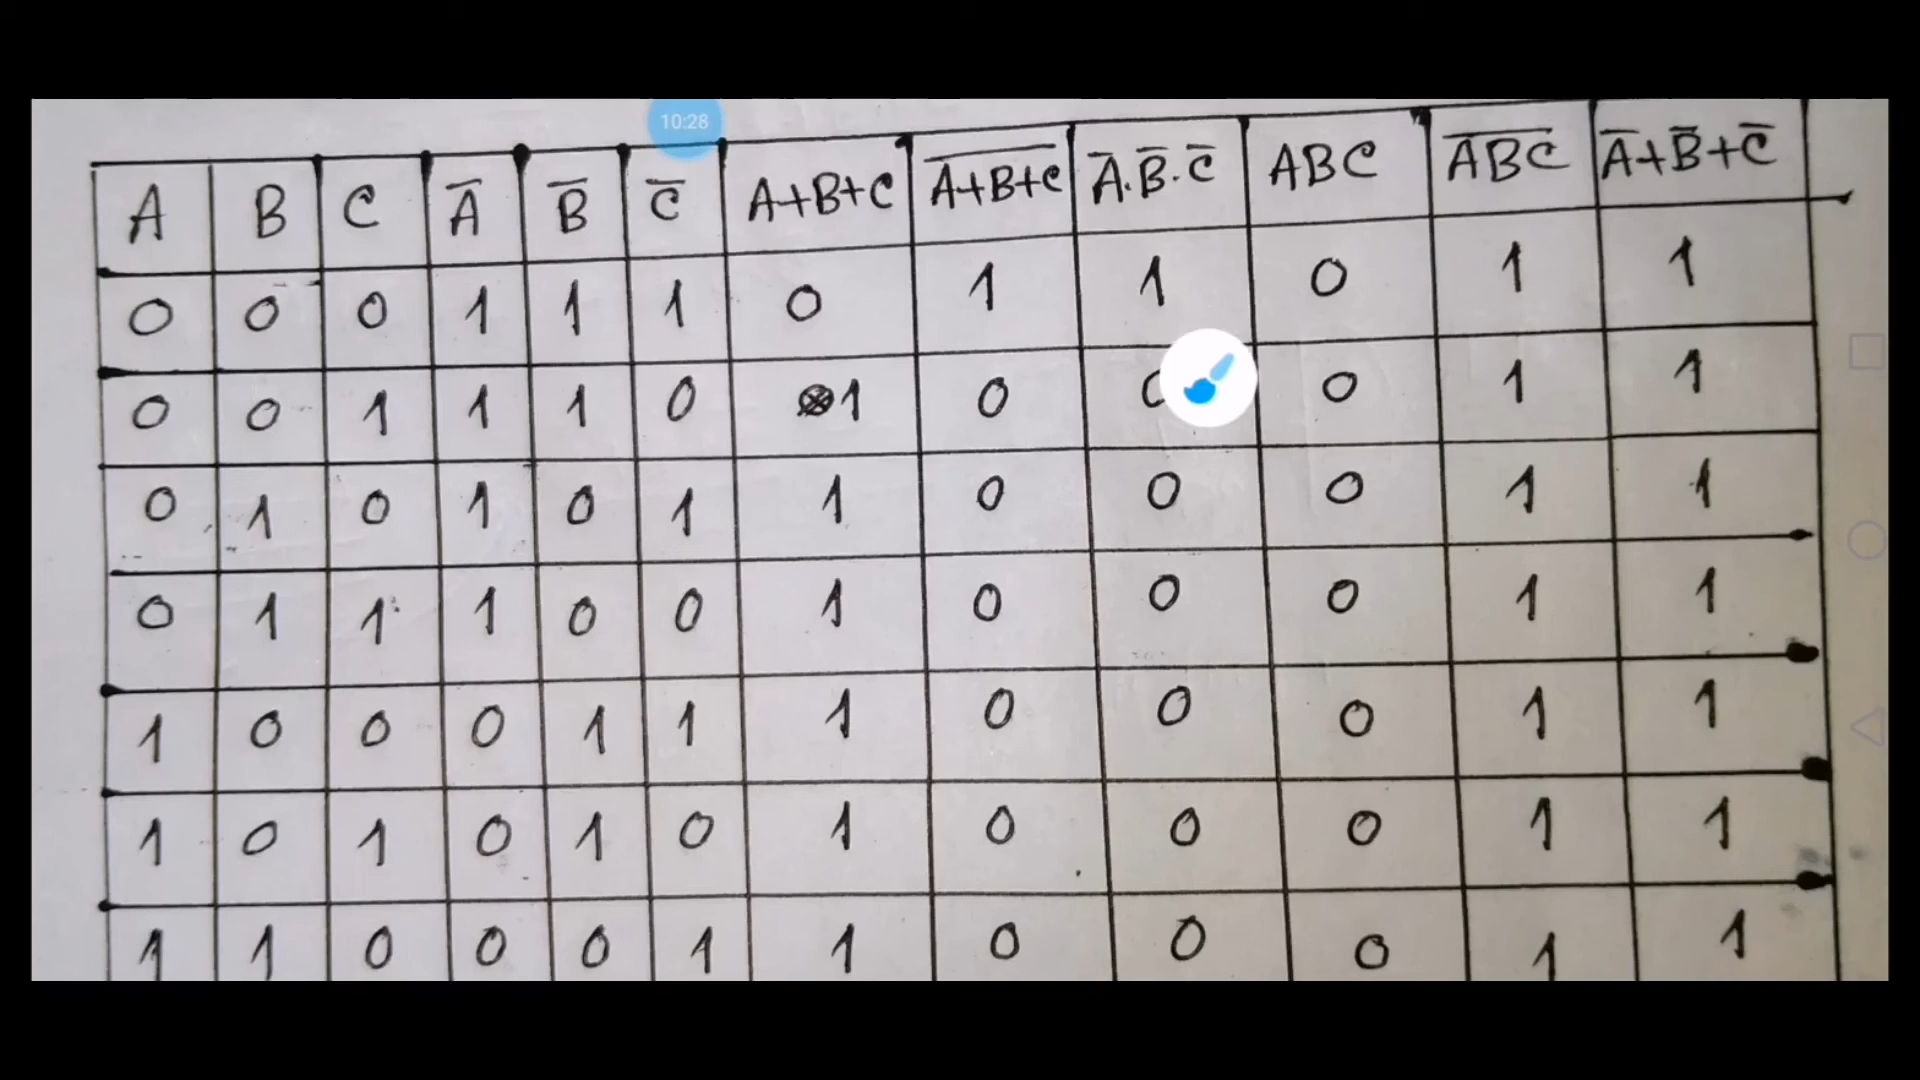 10:28
A B C A̅ B̅ C̅ A+B+C \overline{A+B+C} A̅.B̅.C̅ ABC \overline{ABC} A̅+B̅+C̅
0 0 0 1 1 1 0 1 1 0 1 1
0 0 1 1 1 0 1 0 0 1 1
0 1 0 1 0 1 1 0 0 0 1 1
0 1 1 1 0 0 1 0 0 0 1 1
1 0 0 0 1 1 1 0 0 0 1 1
1 0 1 0 1 0 1 0 0 0 1 1
1 1 0 0 0 1 1 0 0 0 1 1